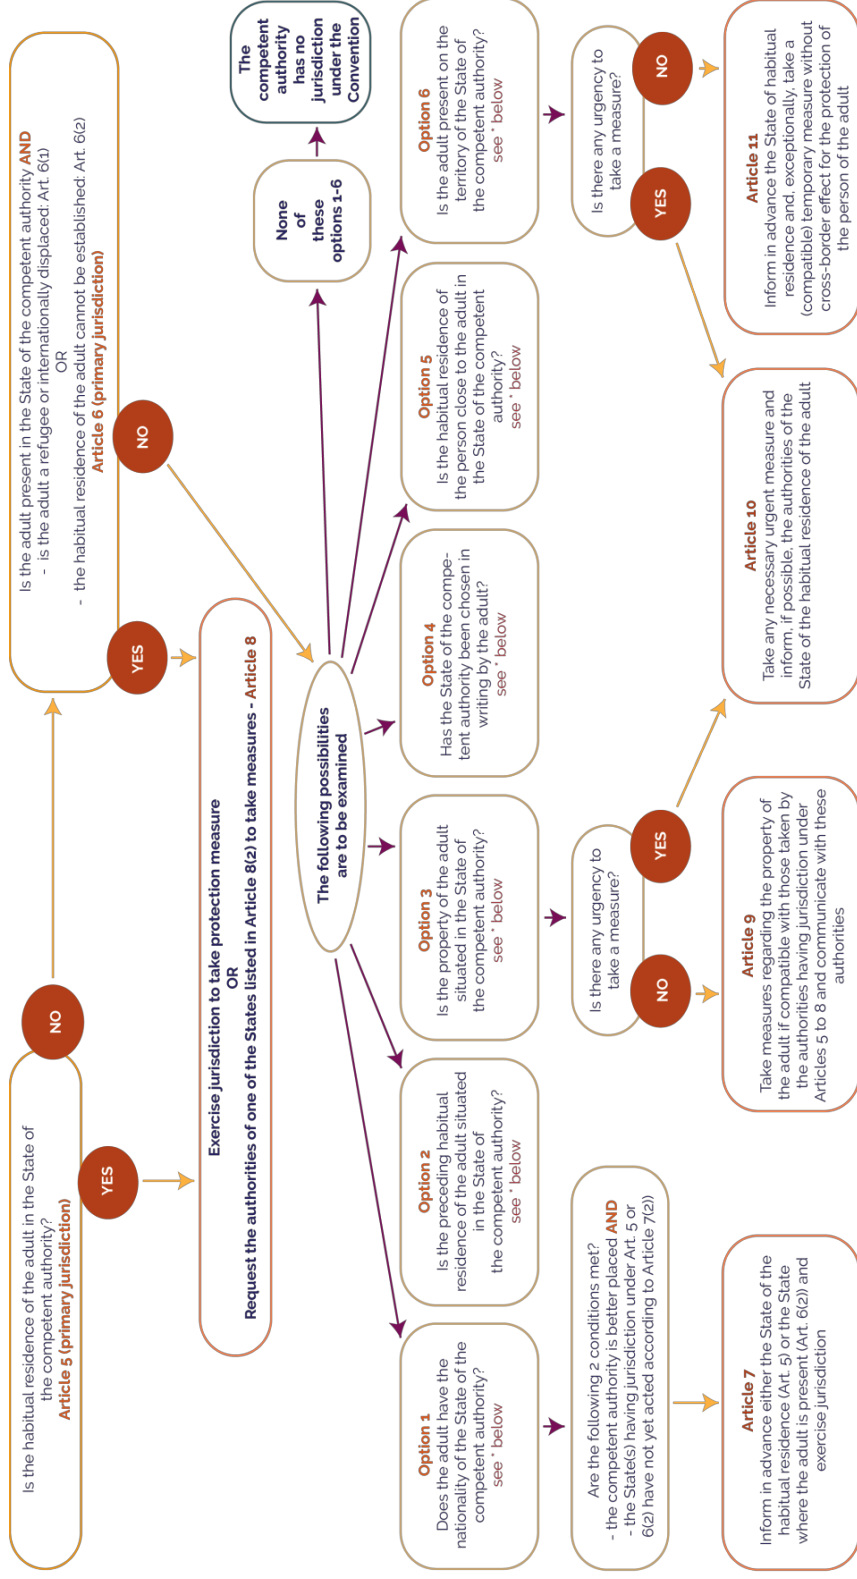 Is the habitual residence of the adult in the State of
the competent authority?
Article 5 (primary jurisdiction)
NO
YES
Is the adult present in the State of the competent authority AND
- is the adult a refugee or internationally displaced: Art. 6(1)
OR
- the habitual residence of the adult cannot be established: Art. 6(2)
Article 6 (primary jurisdiction)
YES
NO
Exercise jurisdiction to take protection measure
OR
Request the authorities of one of the States listed in Article 8(2) to take measures - Article 8
The following possibilities
are to be examined
None
of
these
options 1-6
The
competent
authority
has no
jurisdiction
under the
Convention
Option 1
Does the adult have the
nationality of the State of the
competent authority?
see * below
Option 2
Is the preceding habitual
residence of the adult situated
in the State of
the competent authority?
see * below
Option 3
Is the property of the adult
situated in the State of
the competent authority?
see * below
Option 4
Has the State of the compe-
tent authority been chosen in
writing by the adult?
see * below
Option 5
Is the habitual residence of
the person close to the adult in
the State of the competent
authority?
see * below
Option 6
Is the adult present on the
territory of the State of
the competent authority?
see * below
Are the following 2 conditions met?
- the competent authority is better placed AND
- the State(s) having jurisdiction under Art. 5 or
6(2) have not yet acted according to Article 7(2))
Is there any urgency to
take a measure?
NO
YES
Is there any urgency to
take a measure?
YES
NO
Article 7
Inform in advance either the State of the
habitual residence (Art. 5) or the State
where the adult is present (Art. 6(2)) and
exercise jurisdiction
Article 9
Take measures regarding the property of
the adult if compatible with those taken by
the authorities having jurisdiction under
Articles 5 to 8 and communicate with these
authorities
Article 10
Take any necessary urgent measure and
inform, if possible, the authorities of the
State of the habitual residence of the adult
Article 11
Inform in advance the State of habitual
residence and, exceptionally, take a
(compatible) temporary measure without
cross-border effect for the protection of
the person of the adult